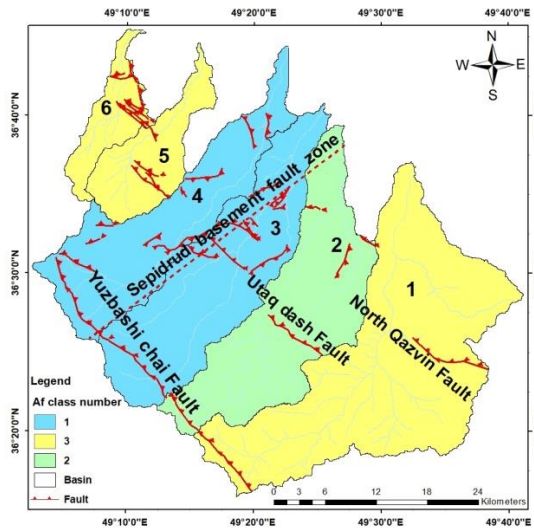 49°10'0"E 49°20'0"E 49°30'0"E 49°40'0"E
N
W E
S
36°40'0"N
36°30'0"N
36°20'0"N
6
5
4
3
2
1
Sepidrud basement fault zone
Yuzbashi chai Fault
Utaq dash Fault
North Qazvin Fault
Legend
Af class number
1
3
2
Basin
Fault
0 3 6 12 18 24
Kilometers
49°10'0"E 49°20'0"E 49°30'0"E 49°40'0"E